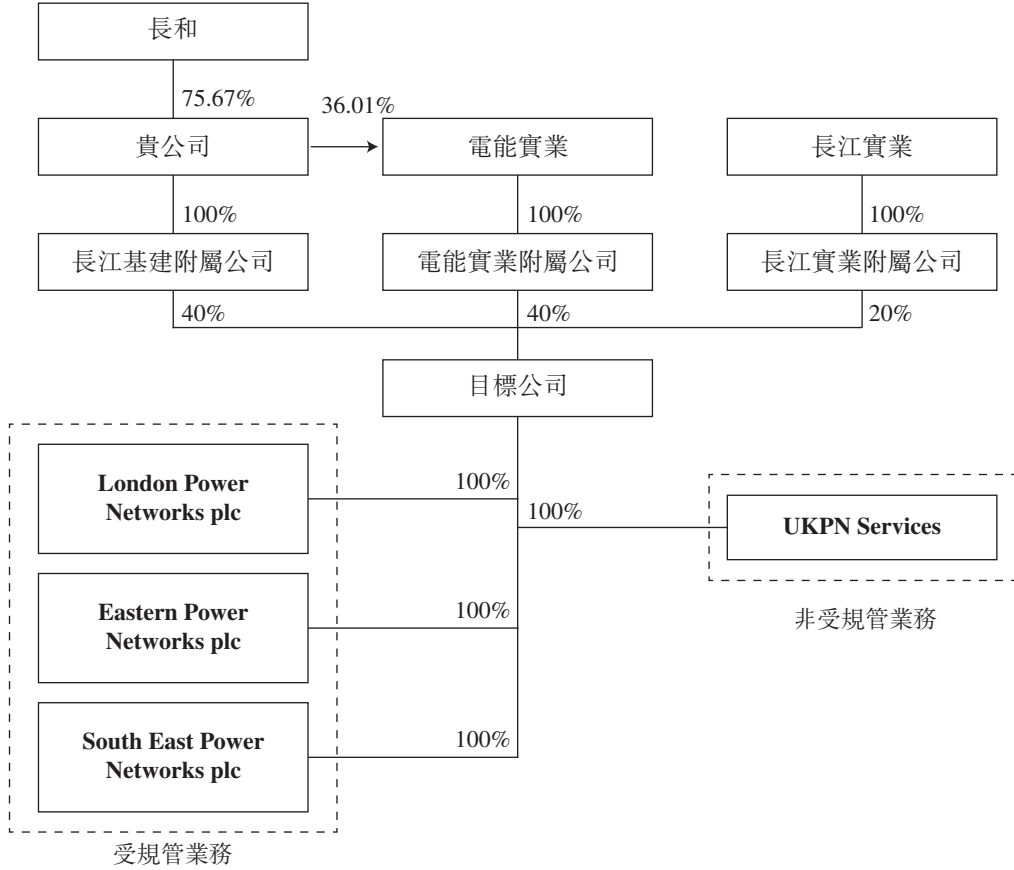 長和
75.67%
36.01%
貴公司
電能實業
長江實業
100%
100%
100%
長江基建附屬公司
電能實業附屬公司
長江實業附屬公司
40%
40%
20%
目標公司
London Power
Networks plc
100%
100%
UKPN Services
Eastern Power
Networks plc
100%
非受規管業務
South East Power
Networks plc
100%
受規管業務